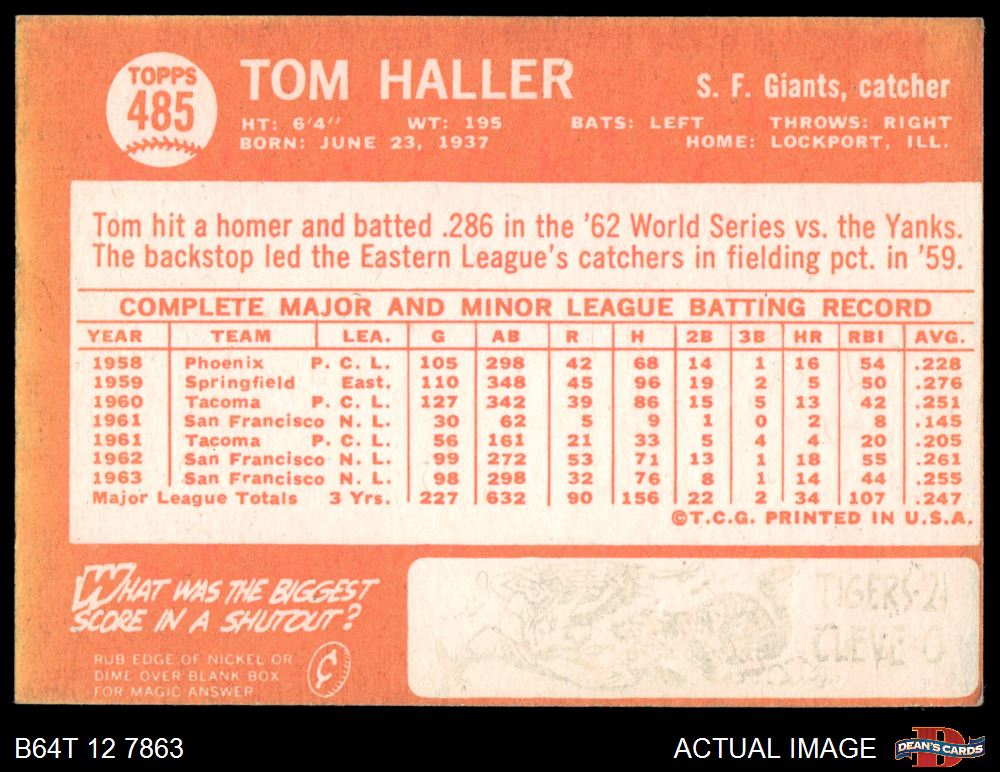 TOPPS
485
TOM HALLER
S. F. Giants, catcher
HT: 6'4" WT: 195 BATS: LEFT THROWS: RIGHT
BORN: JUNE 23, 1937 HOME: LOCKPORT, ILL.
Tom hit a homer and batted .286 in the '62 World Series vs. the Yanks.
The backstop led the Eastern League's catchers in fielding pct. in '59.
COMPLETE MAJOR AND MINOR LEAGUE BATTING RECORD
YEAR TEAM LEA. G AB R H 2B 3B HR RBI AVG.
1958 Phoenix P. C. L. 105 298 42 68 14 1 16 54 .228
1959 Springfield East. 110 348 45 96 19 2 5 50 .276
1960 Tacoma P. C. L. 127 342 39 86 15 5 13 42 .251
1961 San Francisco N. L. 30 62 5 9 1 0 2 8 .145
1961 Tacoma P. C. L. 56 161 21 33 5 4 4 20 .205
1962 San Francisco N. L. 99 272 53 71 13 1 18 55 .261
1963 San Francisco N. L. 98 298 32 76 8 1 14 44 .255
Major League Totals 3 Yrs. 227 632 90 156 22 2 34 107 .247
©T.C.G. PRINTED IN U.S.A.
WHAT WAS THE BIGGEST
SCORE IN A SHUTOUT?
RUB EDGE OF NICKEL OR
DIME OVER BLANK BOX
FOR MAGIC ANSWER
¢
TIGERS-21
CLEVE-0
B64T 12 7863
ACTUAL IMAGE
DEAN'S CARDS